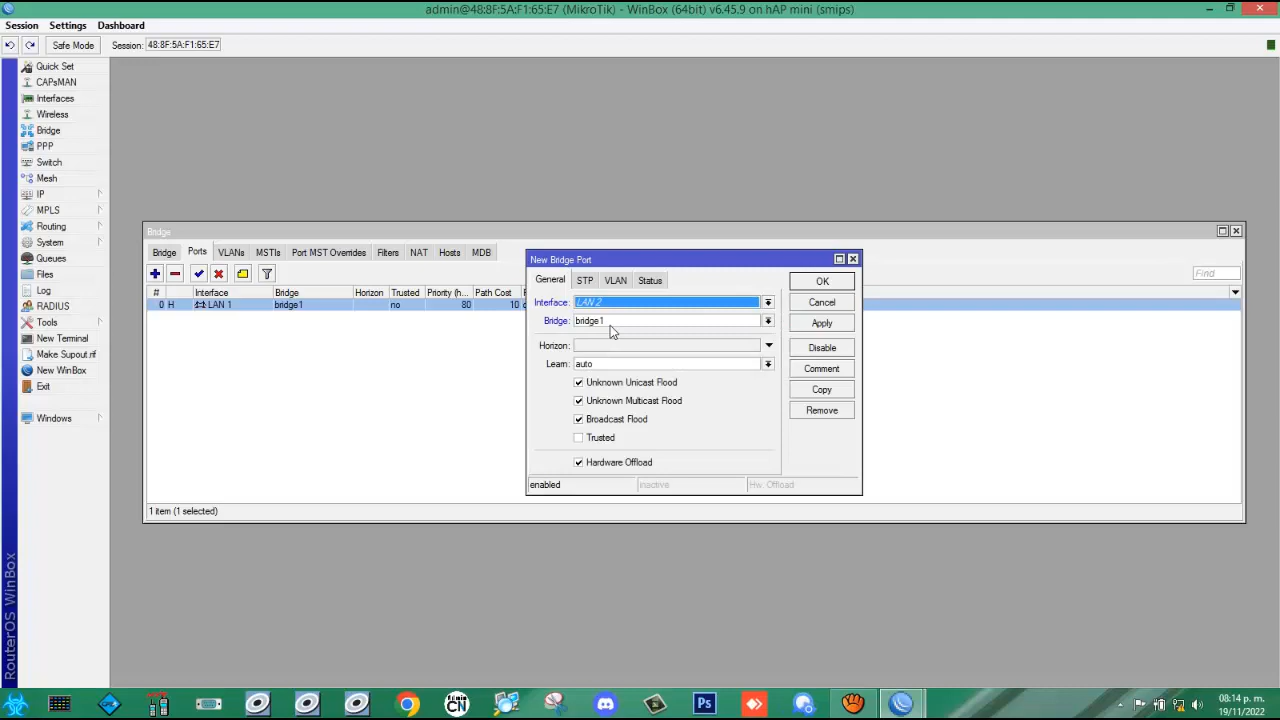 admin@48:8F:5A:F1:65:E7 (MikroTik) - WinBox (64bit) v6.45.9 on hAP mini (smips)
Session Settings Dashboard
Safe Mode Session: 48:8F:5A:F1:65:E7
Quick Set
CAPsMAN
Interfaces
Wireless
Bridge
PPP
Switch
Mesh
IP
MPLS
Routing
System
Queues
Files
Log
RADIUS
Tools
New Terminal
Make Supout.rif
New WinBox
Exit
Windows
RouterOS WinBox
Bridge
Bridge Ports VLANs MSTIs Port MST Overrides Filters NAT Hosts MDB
Find
# Interface Bridge Horizon Trusted Priority (h... Path Cost
0 H LAN 1 bridge1 no 80 10
1 item (1 selected)
New Bridge Port
General STP VLAN Status
Interface: LAN 2
Bridge: bridge1
Horizon:
Learn: auto
Unknown Unicast Flood
Unknown Multicast Flood
Broadcast Flood
Trusted
Hardware Offload
enabled inactive Hw. Offload
OK
Cancel
Apply
Disable
Comment
Copy
Remove
CN
Ps
08:14 p. m.
19/11/2022